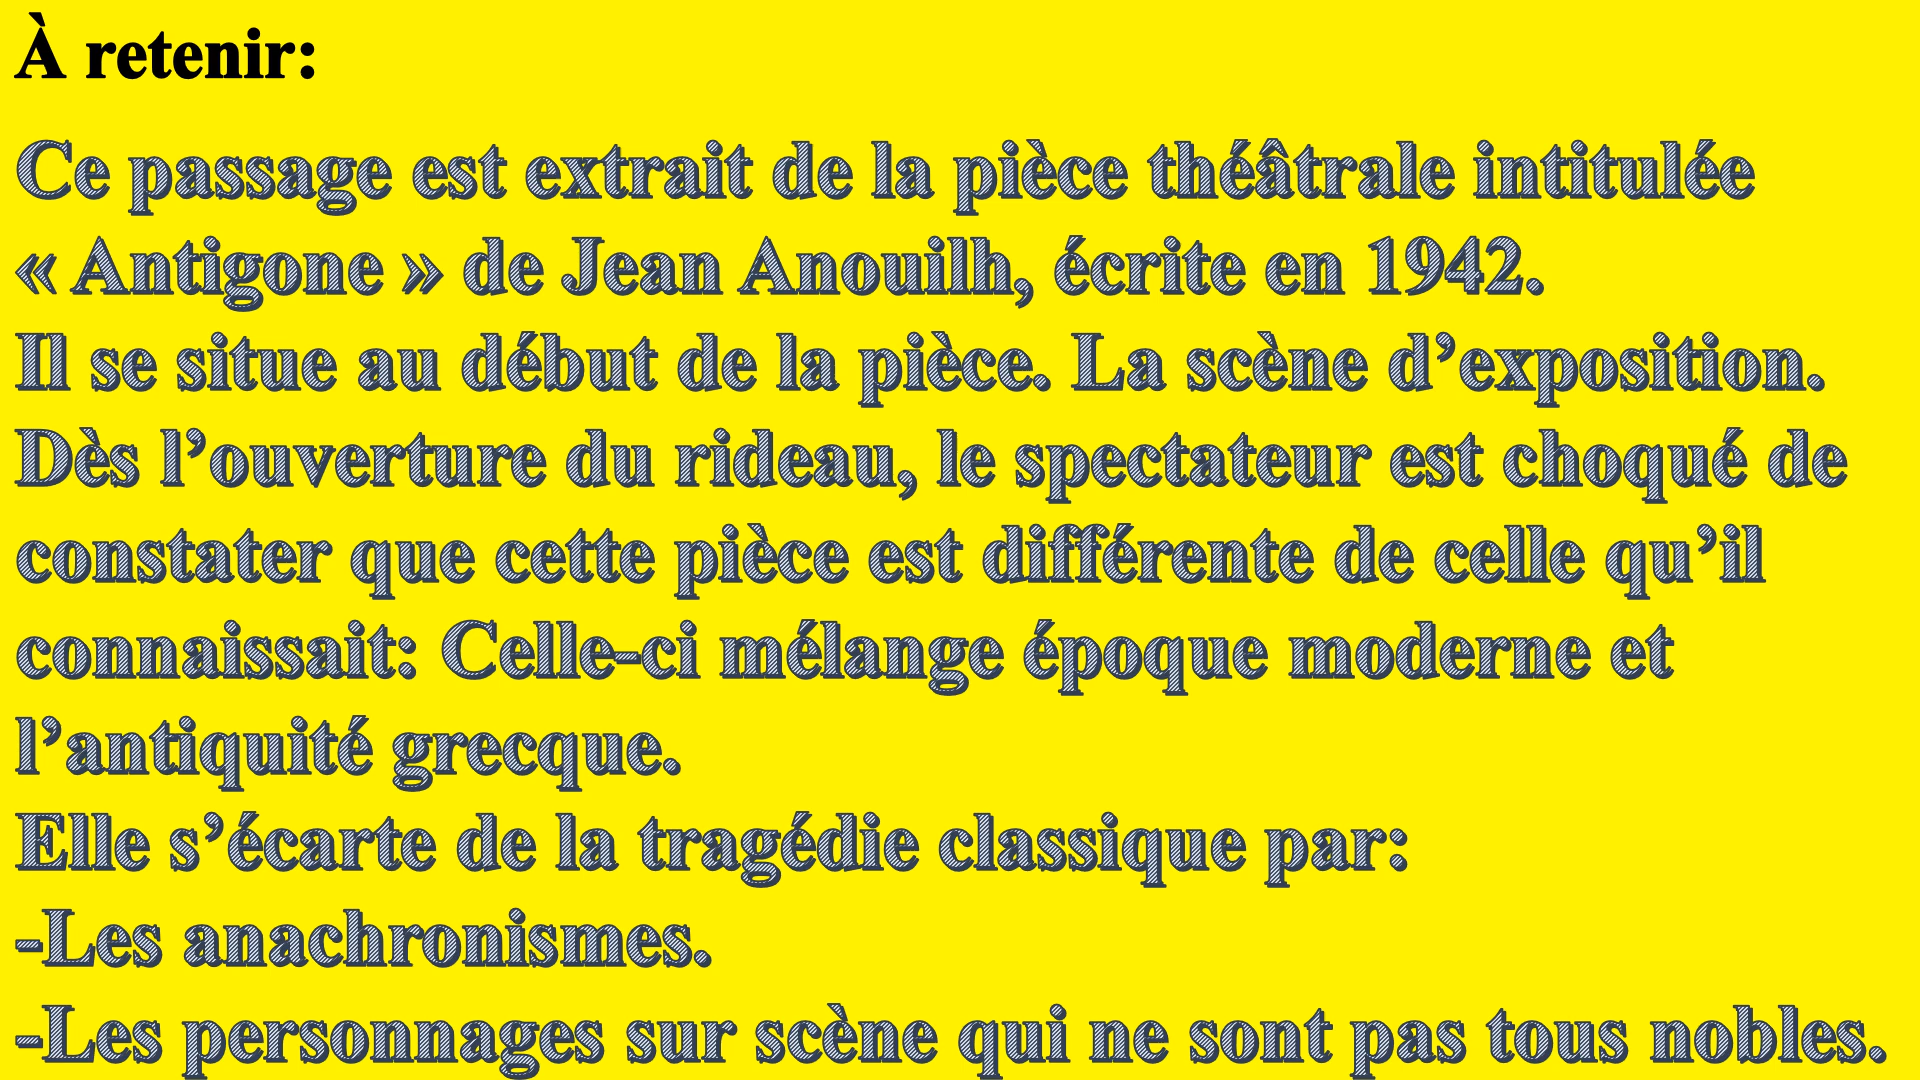 À retenir:
Ce passage est extrait de la pièce théâtrale intitulée
« Antigone » de Jean Anouilh, écrite en 1942.
Il se situe au début de la pièce. La scène d’exposition.
Dès l’ouverture du rideau, le spectateur est choqué de
constater que cette pièce est différente de celle qu’il
connaissait: Celle-ci mélange époque moderne et
l’antiquité grecque.
Elle s’écarte de la tragédie classique par:
-Les anachronismes.
-Les personnages sur scène qui ne sont pas tous nobles.